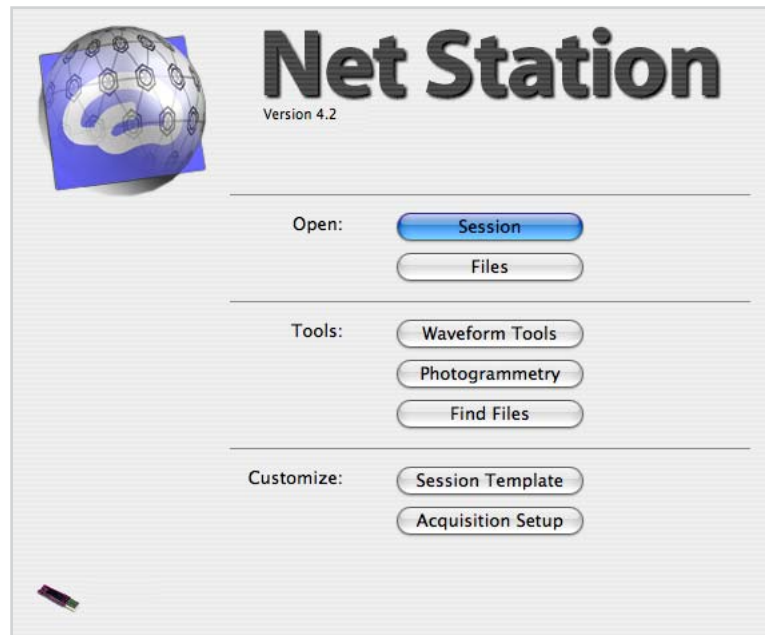 Net Station
Version 4.2
Open:
Session
Files
Tools:
Waveform Tools
Photogrammetry
Find Files
Customize:
Session Template
Acquisition Setup